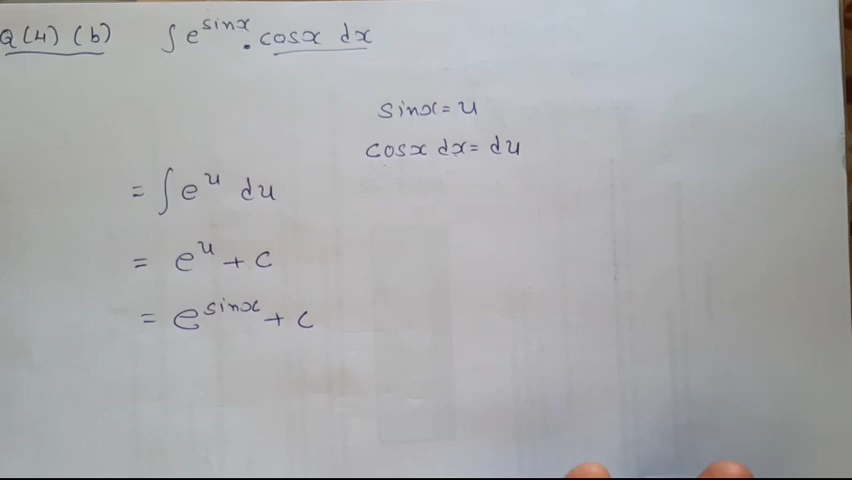 Q(4) (b) ∫e^sinx . cosx dx
sinx = u
cosx dx = du
= ∫e^u du
= e^u + c
= e^sinx + c